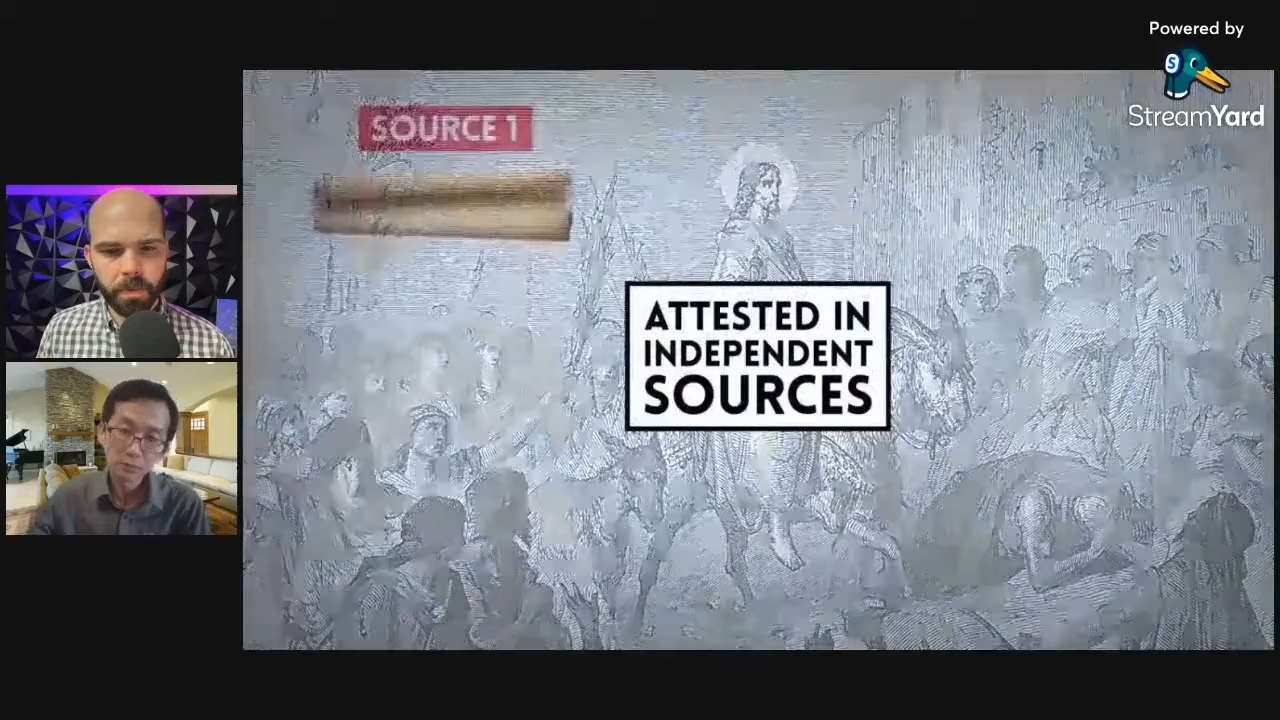 Powered by
S
StreamYard
SOURCE 1
ATTESTED IN
INDEPENDENT
SOURCES